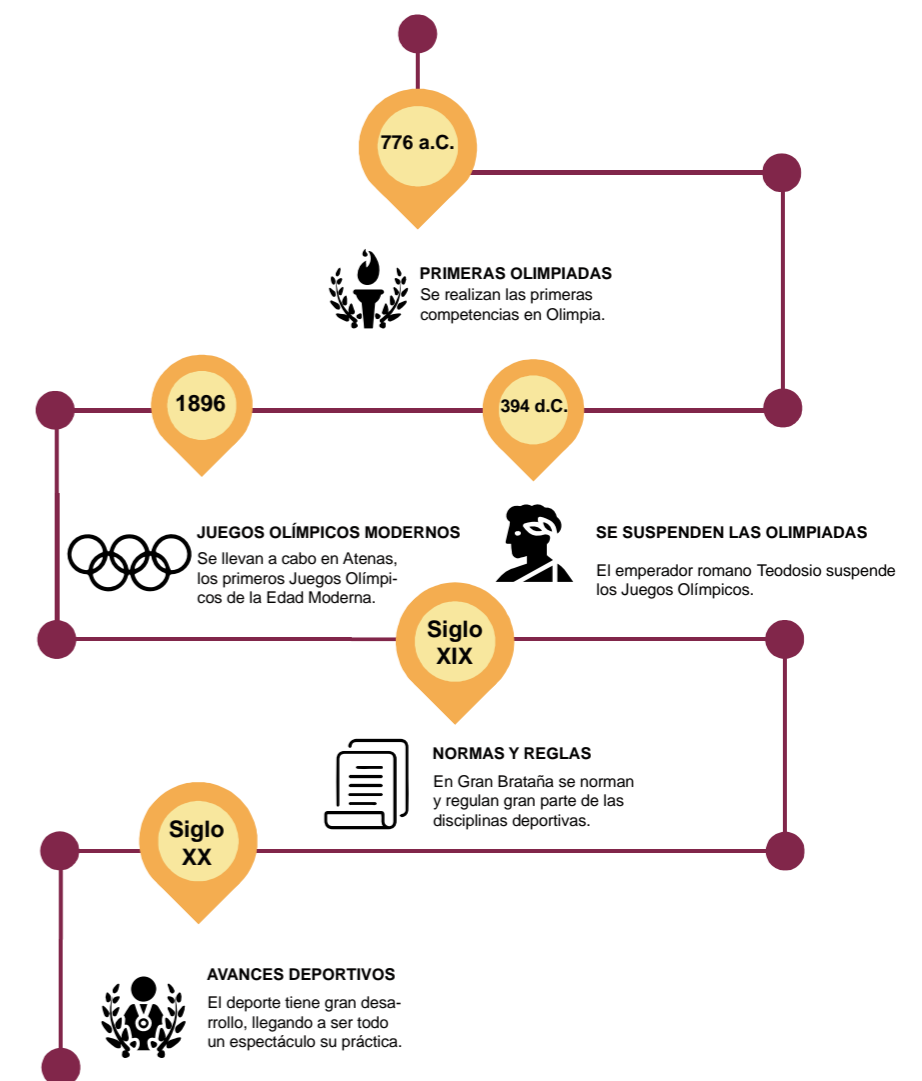 776 a.C.
PRIMERAS OLIMPIADAS
Se realizan las primeras
competencias en Olimpia.
394 d.C.
SE SUSPENDEN LAS OLIMPIADAS
El emperador romano Teodosio suspende
los Juegos Olímpicos.
1896
JUEGOS OLÍMPICOS MODERNOS
Se llevan a cabo en Atenas,
los primeros Juegos Olímpi-
cos de la Edad Moderna.
Siglo
XIX
NORMAS Y REGLAS
En Gran Brataña se norman
y regulan gran parte de las
disciplinas deportivas.
Siglo
XX
AVANCES DEPORTIVOS
El deporte tiene gran desa-
rrollo, llegando a ser todo
un espectáculo su práctica.